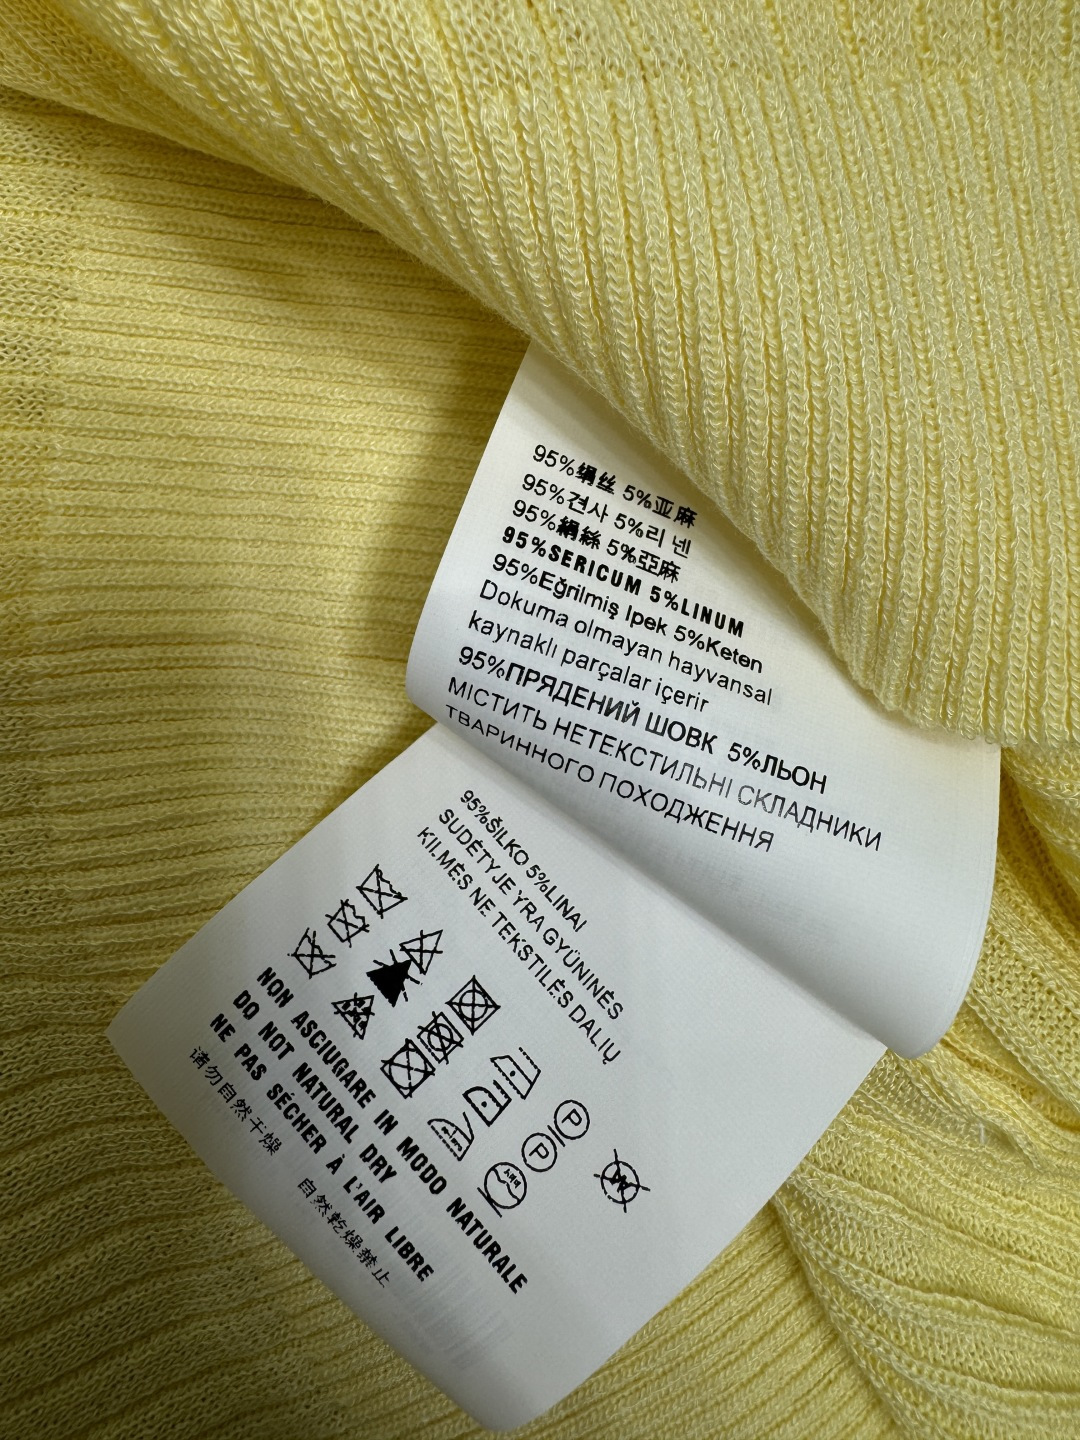 95%绢丝 5%亚麻
95%견사 5%리 넨
95%絹絲 5%亞麻
95%SERICUM 5%LINUM
95%Eğrilmiş Ipek 5%Keten
Dokuma olmayan hayvansal
kaynaklı parçalar içerir
95%ПРЯДЕНИЙ ШОВК 5%ЛЬОН
МІСТИТЬ НЕТЕКСТИЛЬНІ СКЛАДНИКИ
ТВАРИННОГО ПОХОДЖЕННЯ
95%ŠILKO 5%LINAI
SUDĖTYJE YRA GYŪNINĖS
KILMĖS NE TEKSTILĖS DALIŲ
P
P
NON ASCIUGARE IN MODO NATURALE
DO NOT NATURAL DRY
NE PAS SÉCHER À L'AIR LIBRE
请勿自然干燥 自然乾燥禁止